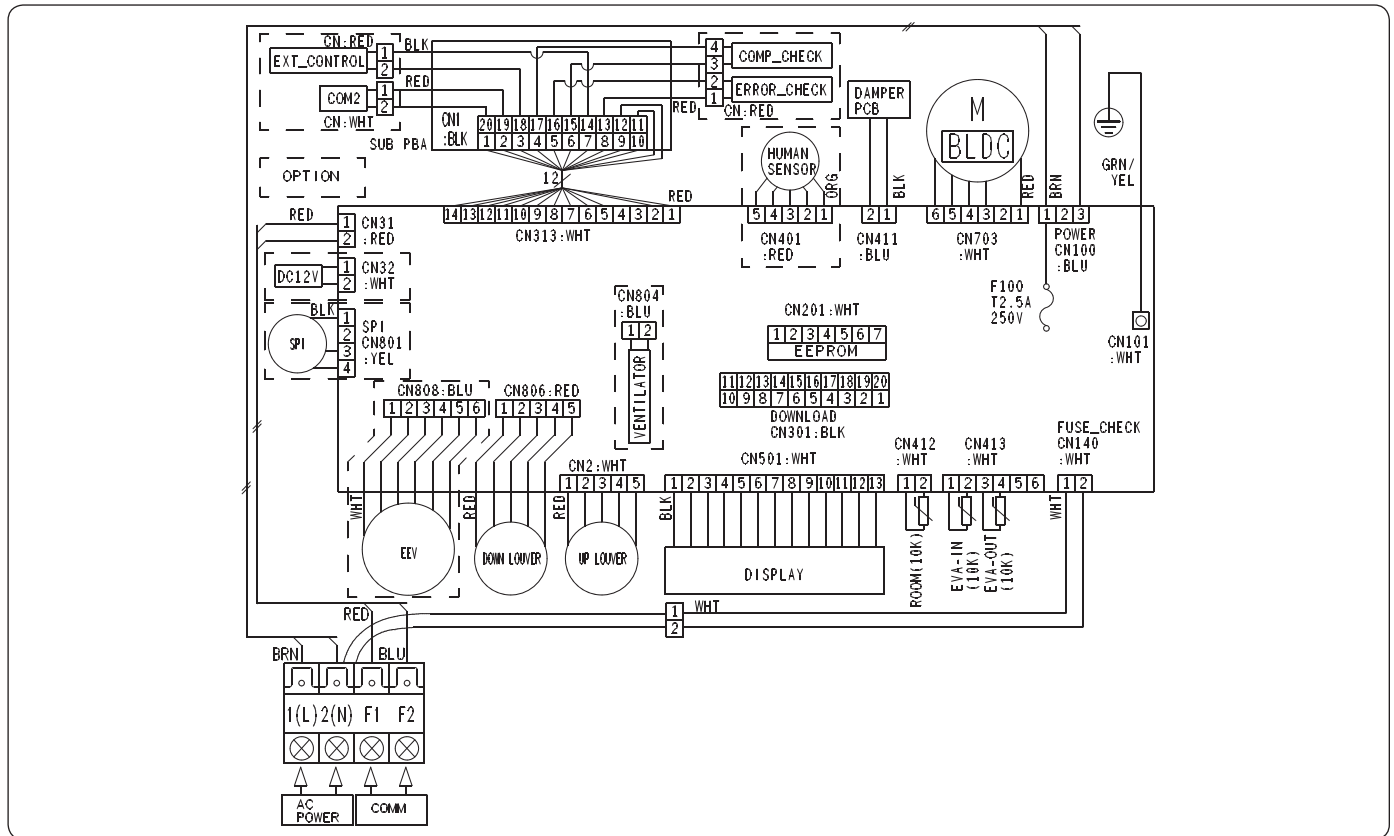 CN:RED
EXT_CONTROL
1
2
BLK
COM2
1
2
RED
CN:WHT
CN1
:BLK
20 19 18 17 16 15 14 13 12 11
1 2 3 4 5 6 7 8 9 10
SUB PBA
4
3
2
1
COMP_CHECK
ERROR_CHECK
RED
CN:RED
DAMPER
PCB
M
BLDC
HUMAN
SENSOR
OPTION
12
RED
ORG
BLK
RED
BRN
GRN/
YEL
RED
1
2
CN31
:RED
14 13 12 11 10 9 8 7 6 5 4 3 2 1
CN313:WHT
5 4 3 2 1
CN401
:RED
2 1
CN411
:BLU
6 5 4 3 2 1
CN703
:WHT
1 2 3
POWER
CN100
:BLU
DC12V
1
2
CN32
:WHT
BLK
SPI
1
2
3
4
SPI
CN801
:YEL
F100
T2.5A
250V
CN101
:WHT
CN804
:BLU
1 2
VENTILATOR
CN201:WHT
1 2 3 4 5 6 7
EEPROM
11 12 13 14 15 16 17 18 19 20
10 9 8 7 6 5 4 3 2 1
DOWNLOAD
CN301:BLK
CN808:BLU
1 2 3 4 5 6
CN806:RED
1 2 3 4 5
CN2:WHT
1 2 3 4 5
CN501:WHT
1 2 3 4 5 6 7 8 9 10 11 12 13
CN412
:WHT
1 2
CN413
:WHT
1 2 3 4 5 6
FUSE_CHECK
CN140
:WHT
1 2
WHT
RED
RED
BLK
WHT
EEV
DOWN LOUVER
UP LOUVER
DISPLAY
ROOM(10K)
EVA-IN
(10K)
EVA-OUT
(10K)
RED
1
2
WHT
BRN
BLU
1(L) 2(N) F1 F2
AC
POWER
COMM